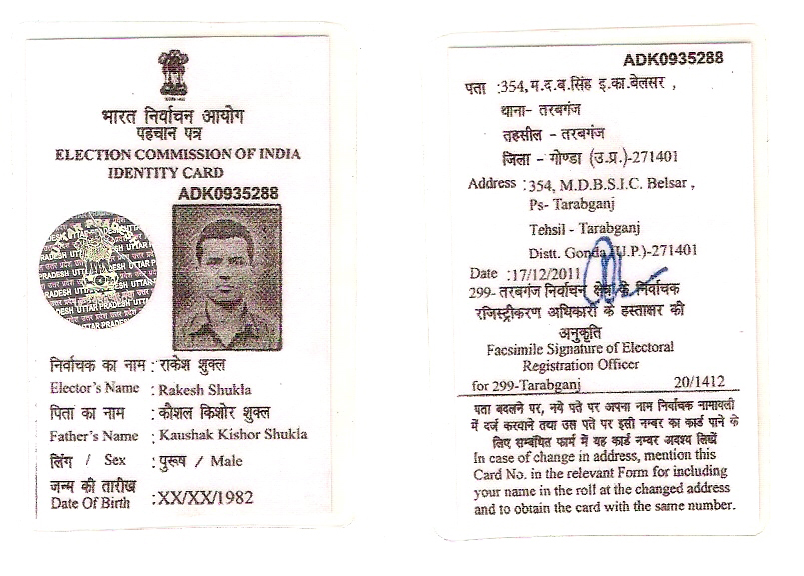 भारत निर्वाचन आयोग
पहचान पत्र
ELECTION COMMISSION OF INDIA
IDENTITY CARD
ADK0935288
निर्वाचक का नाम : राकेश शुक्ल
Elector's Name : Rakesh Shukla
पिता का नाम : कौशल किशोर शुक्ल
Father's Name : Kaushak Kishor Shukla
लिंग / Sex : पुरूष / Male
जन्म की तारीख
Date Of Birth :XX/XX/1982
ADK0935288
पता :354,म.द.ब.सिंह इ.का.बेलसर ,
थाना- तरबगंज
तहसील - तरबगंज
जिला - गोण्डा (उ.प्र.)-271401
Address :354, M.D.B.S.I.C. Belsar ,
Ps- Tarabganj
Tehsil - Tarabganj
Distt. Gonda (U.P.)-271401
Date :17/12/2011
299- तरबगंज निर्वाचन क्षेत्र के निर्वाचक
रजिस्ट्रीकरण अधिकारी के हस्ताक्षर की
अनुकृति
Facsimile Signature of Electoral
Registration Officer
for 299-Tarabganj 20/1412
पता बदलने पर, नये पते पर अपना नाम निर्वाचक नामावली
में दर्ज करवाने तथा उस पते पर इसी नम्बर का कार्ड पाने के
लिए सम्बंधित फार्म में यह कार्ड नम्बर अवश्य लिखें
In case of change in address, mention this
Card No. in the relevant Form for including
your name in the roll at the changed address
and to obtain the card with the same number.